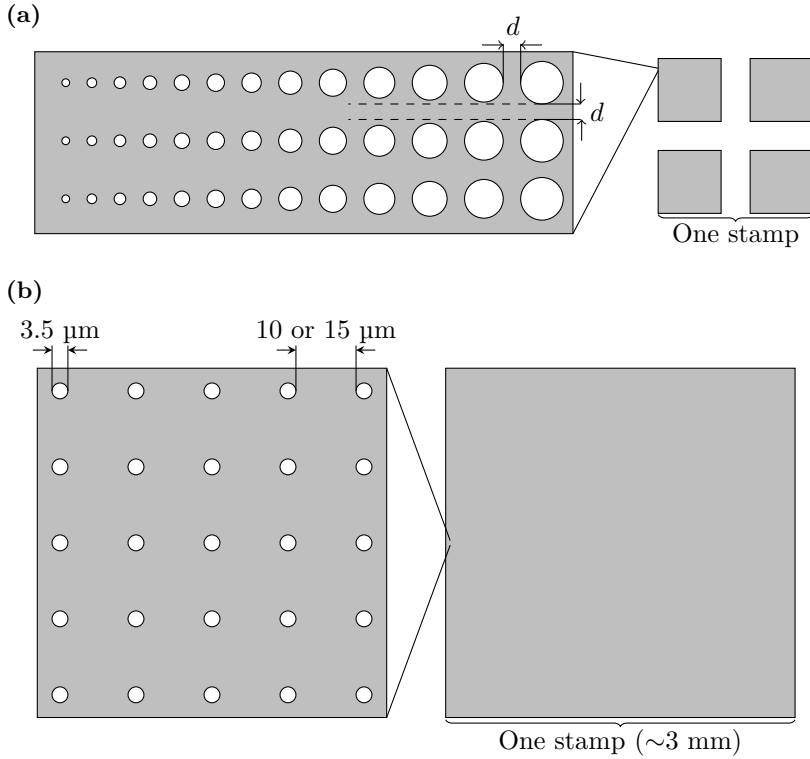 (a)
d
d
One stamp
(b)
3.5 µm
10 or 15 µm
One stamp (~3 mm)